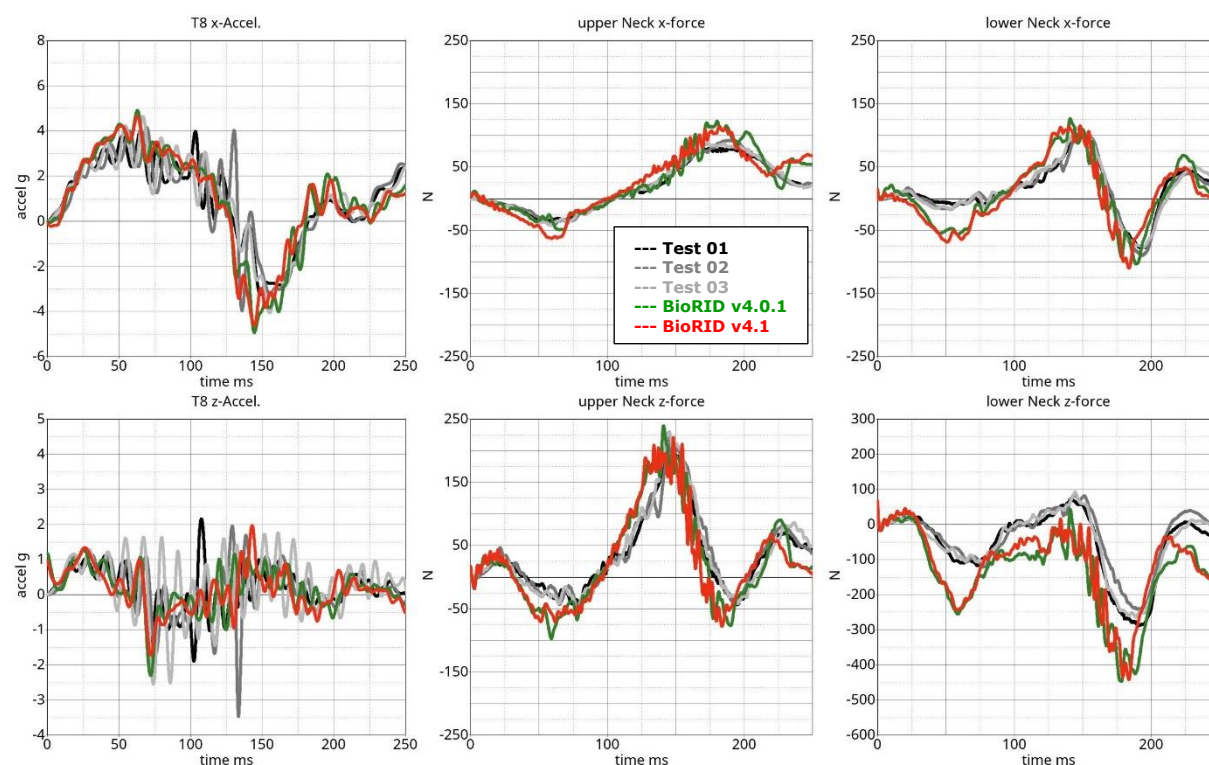 T8 x-Accel.
8
6
4
2
0
-2
-4
-6
accel g
0 50 100 150 200 250
time ms
upper Neck x-force
250
150
50
-50
-150
-250
N
0 100 200
time ms
--- Test 01
--- Test 02
--- Test 03
--- BioRID v4.0.1
--- BioRID v4.1
lower Neck x-force
250
150
50
-50
-150
-250
N
0 100 200
time ms
T8 z-Accel.
5
4
3
2
1
0
-1
-2
-3
-4
accel g
0 50 100 150 200 250
time ms
upper Neck z-force
250
150
50
-50
-150
-250
N
0 100 200
time ms
lower Neck z-force
300
200
100
0
-100
-200
-300
-400
-500
-600
N
0 100 200
time ms